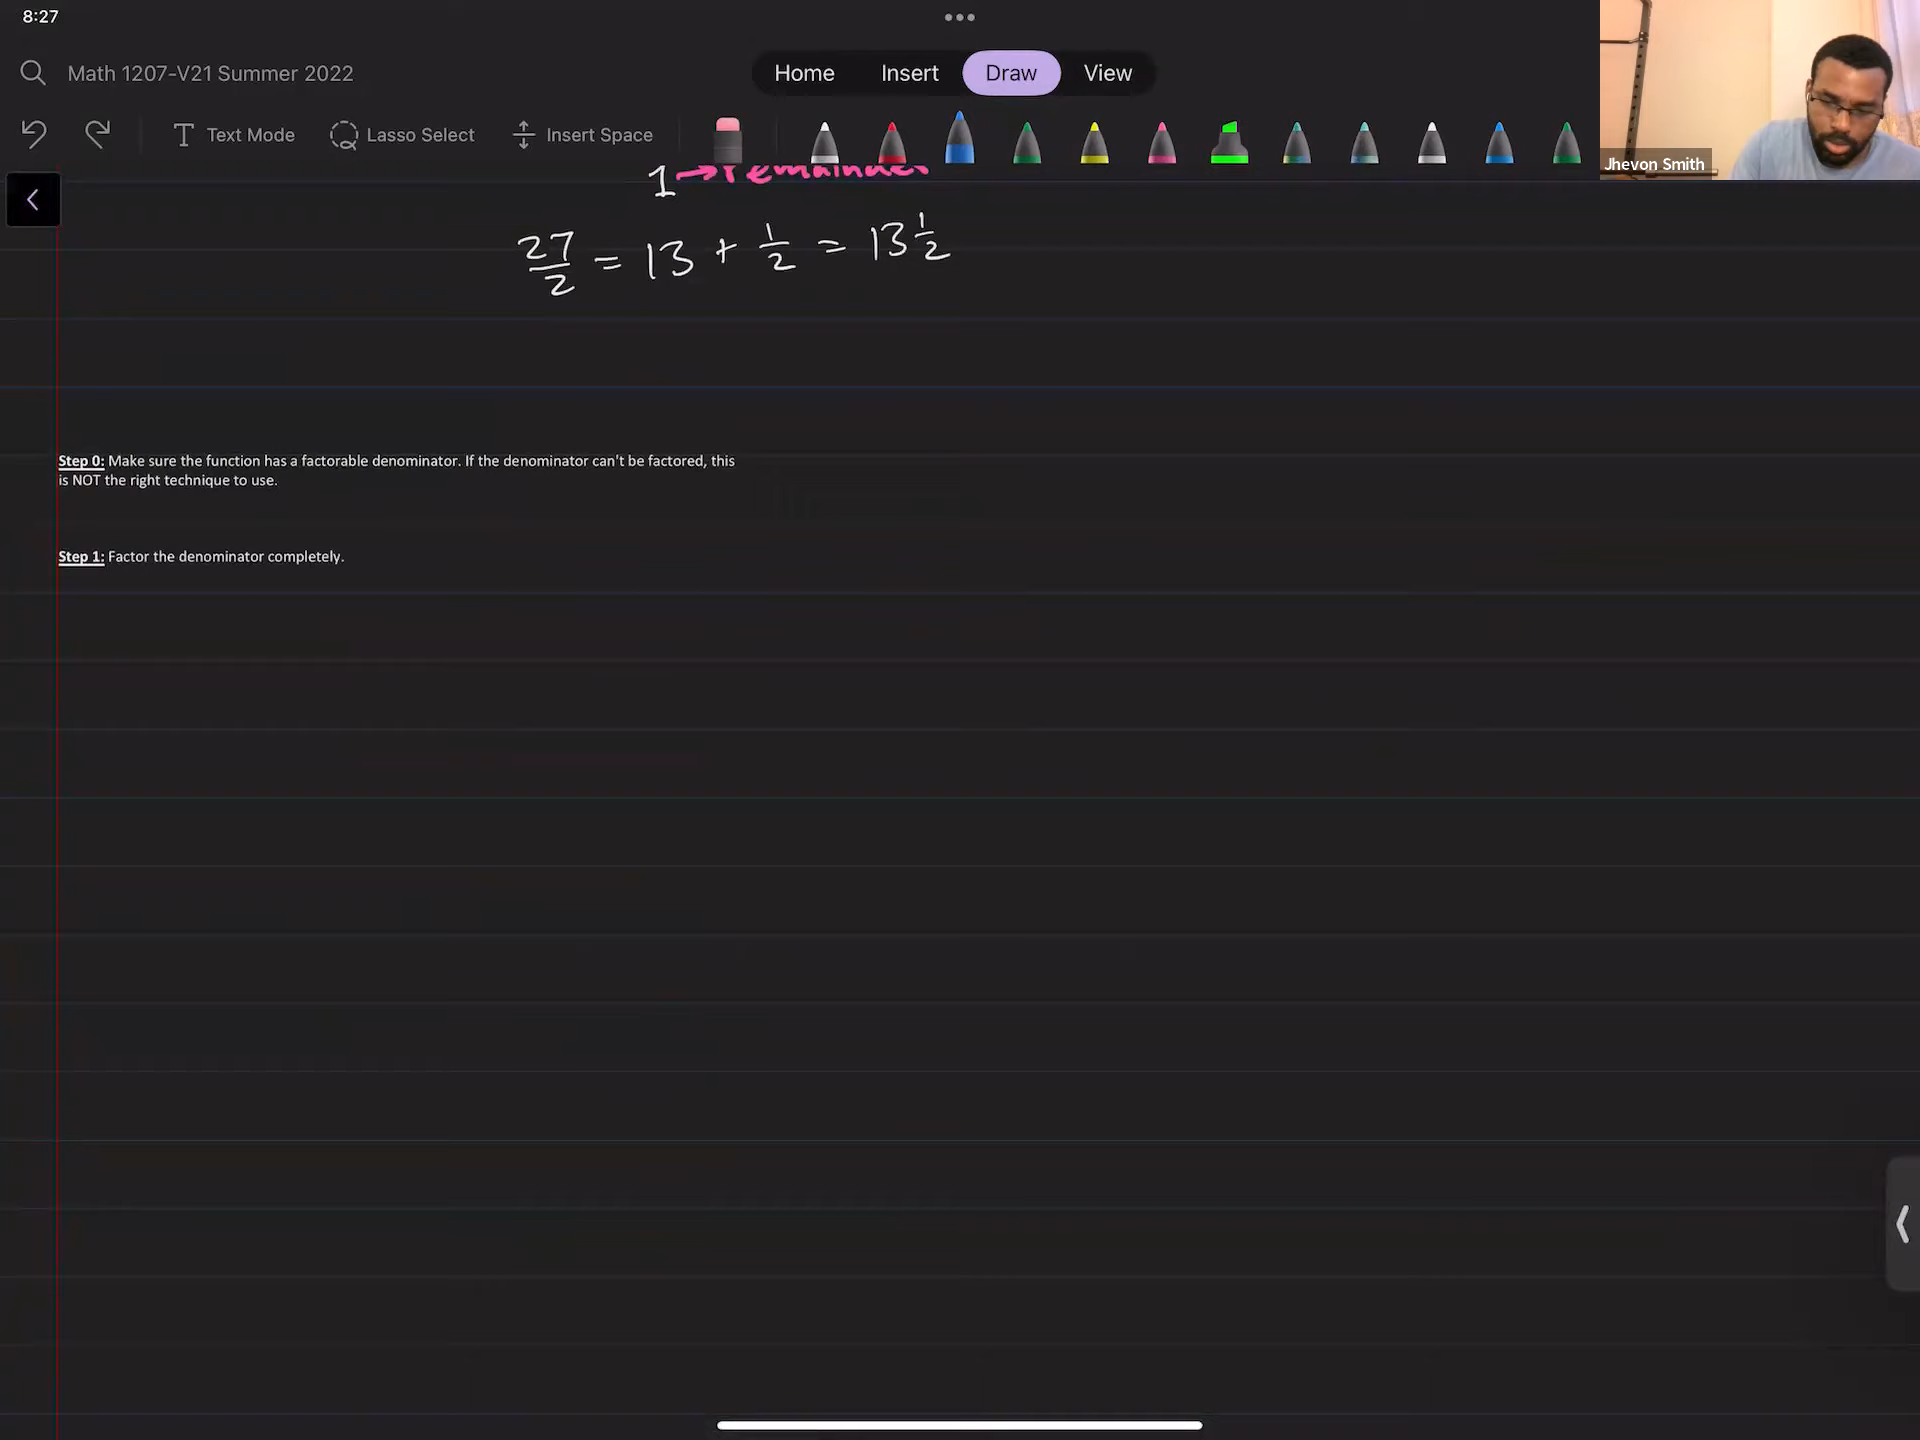 8:27
Math 1207-V21 Summer 2022
Home Insert Draw View
Text Mode Lasso Select Insert Space
Jhevon Smith
1 → remainder
27/2 = 13 + 1/2 = 13 1/2
Step 0: Make sure the function has a factorable denominator. If the denominator can't be factored, this
is NOT the right technique to use.
Step 1: Factor the denominator completely.